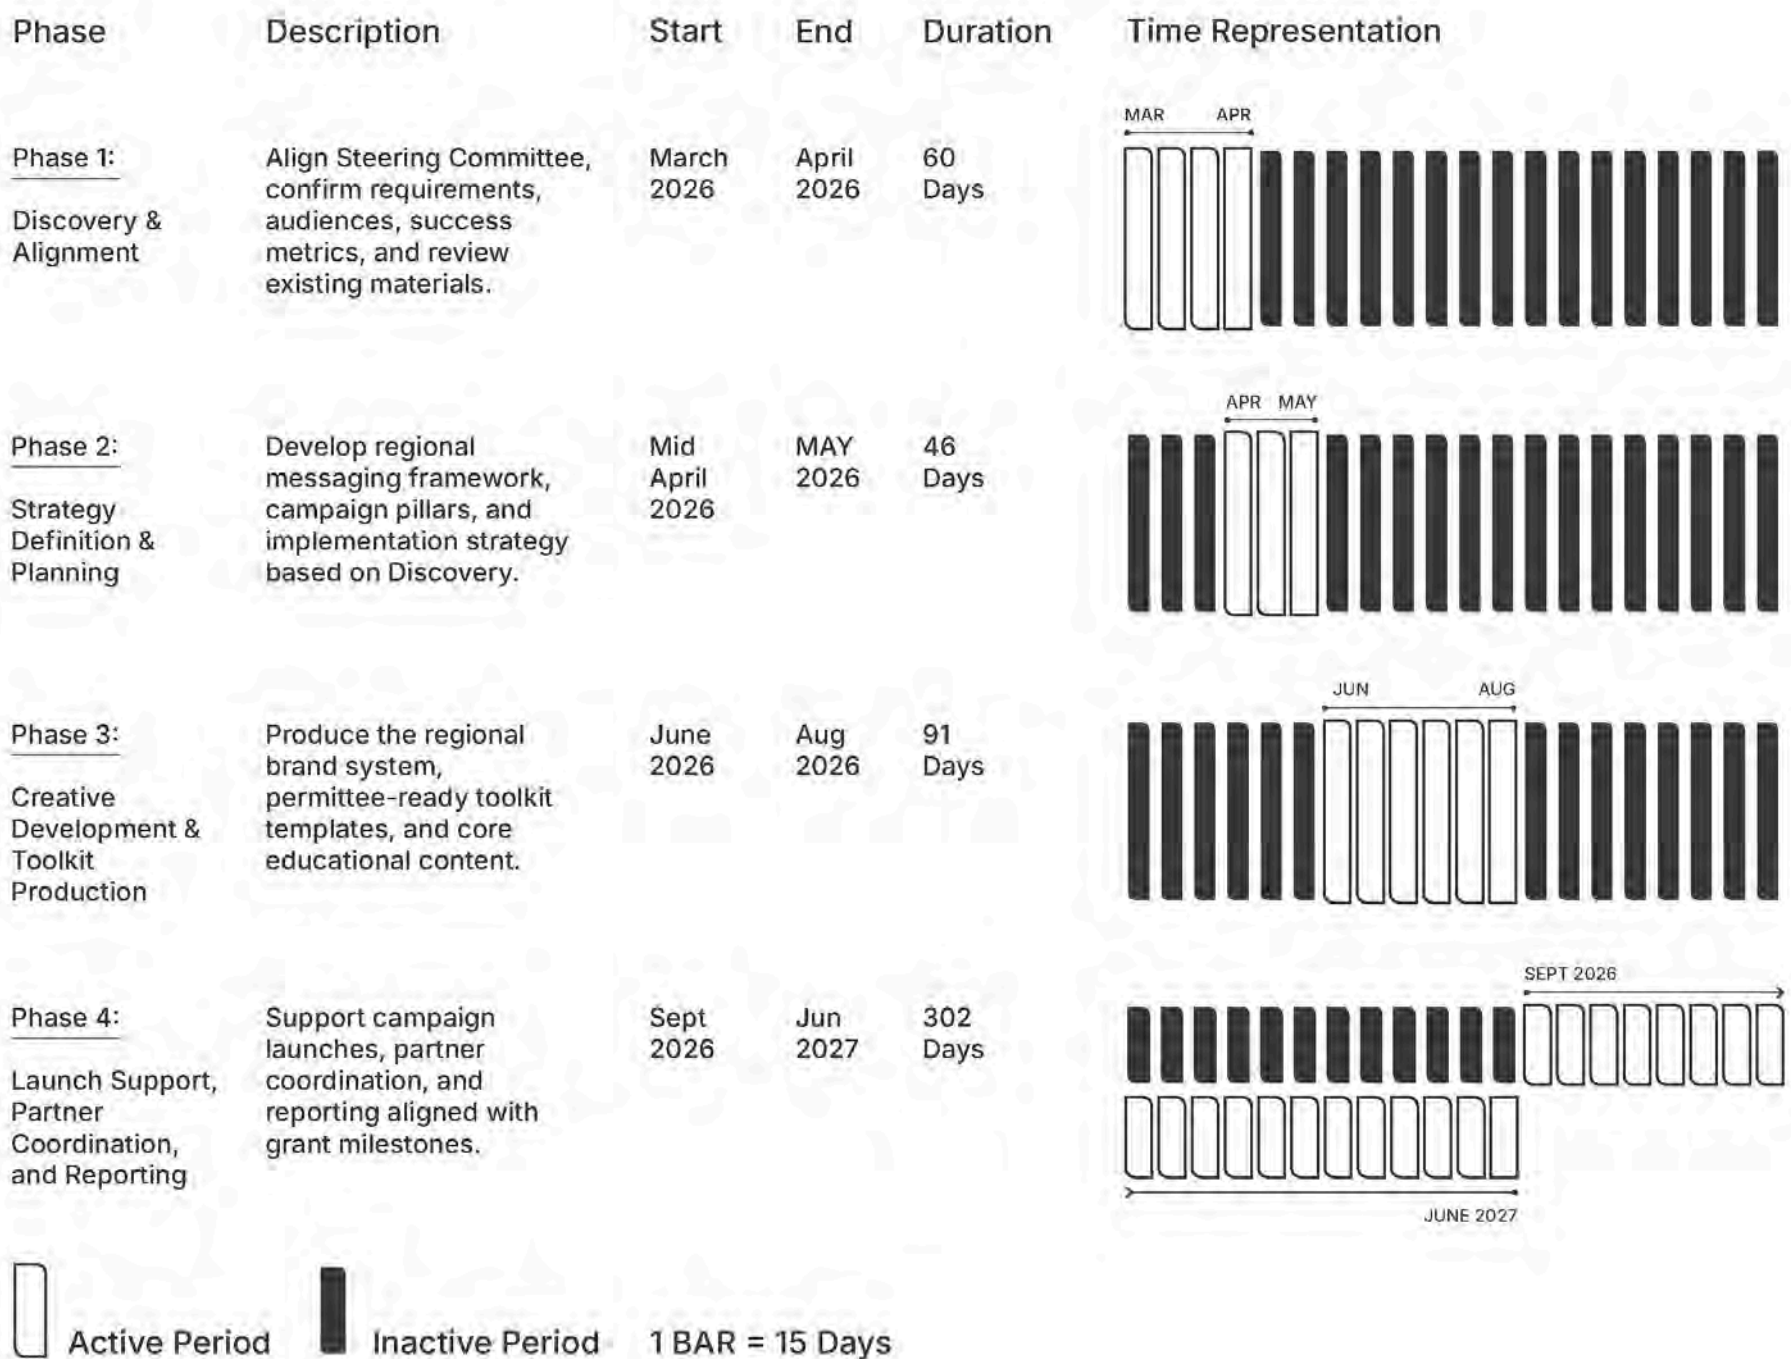 Phase Description Start End Duration Time Representation
MAR APR
Phase 1:
Discovery &
Alignment
Align Steering Committee,
confirm requirements,
audiences, success
metrics, and review
existing materials.
March
2026
April
2026
60
Days
APR MAY
Phase 2:
Strategy
Definition &
Planning
Develop regional
messaging framework,
campaign pillars, and
implementation strategy
based on Discovery.
Mid
April
2026
MAY
2026
46
Days
JUN AUG
Phase 3:
Creative
Development &
Toolkit
Production
Produce the regional
brand system,
permittee-ready toolkit
templates, and core
educational content.
June
2026
Aug
2026
91
Days
SEPT 2026
Phase 4:
Launch Support,
Partner
Coordination,
and Reporting
Support campaign
launches, partner
coordination, and
reporting aligned with
grant milestones.
Sept
2026
Jun
2027
302
Days
JUNE 2027
Active Period Inactive Period 1 BAR = 15 Days